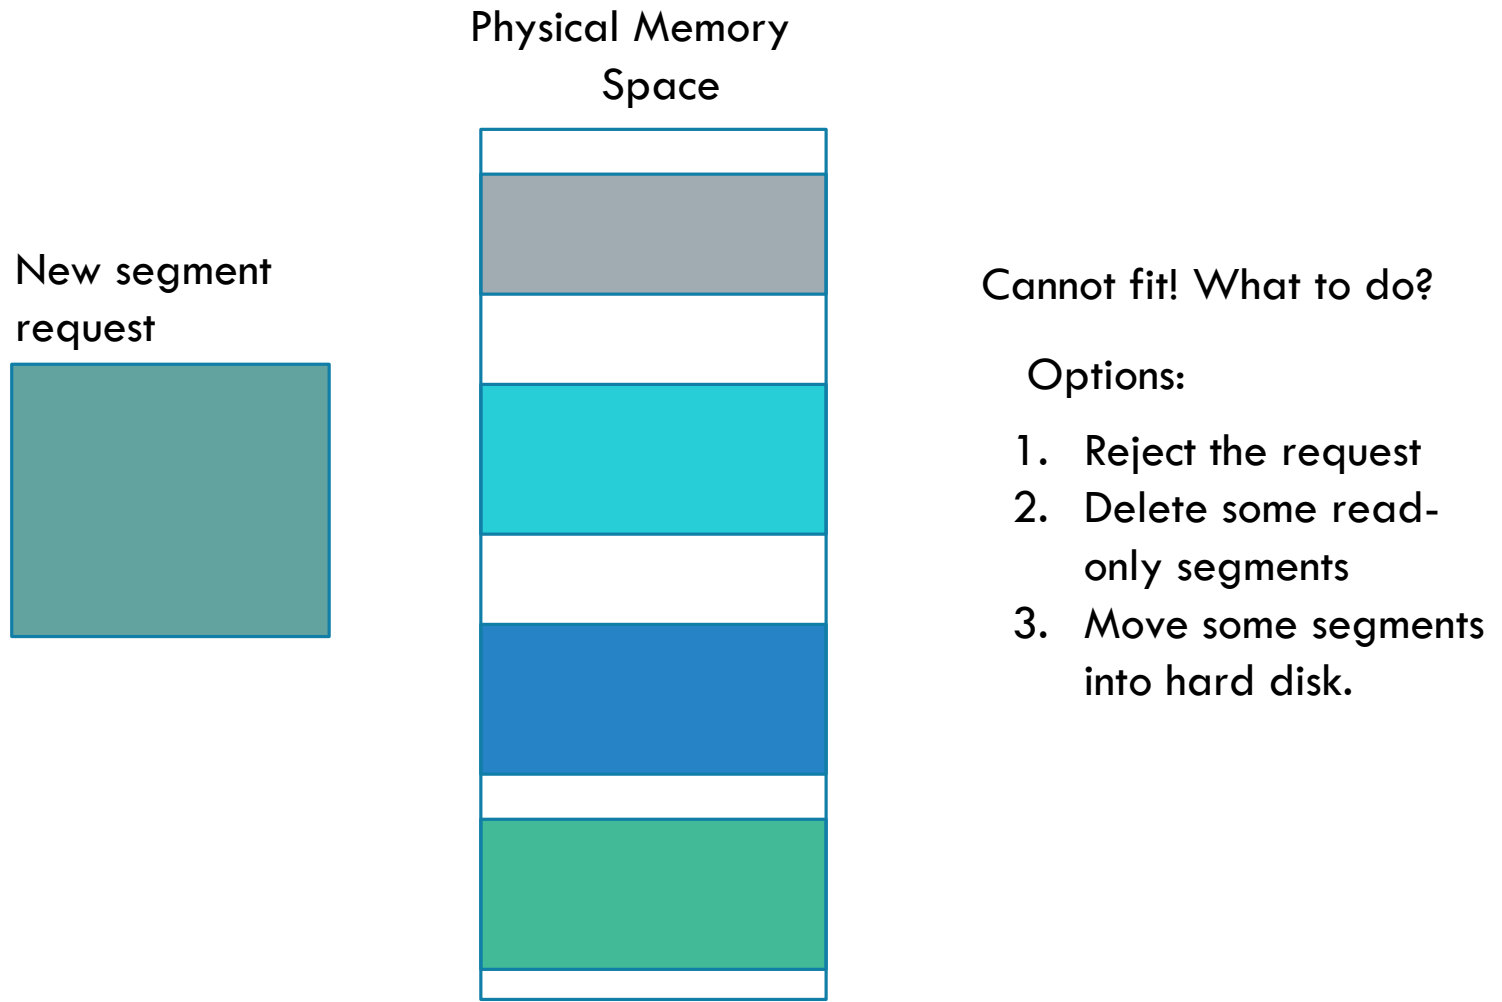 Physical Memory
Space
New segment
request
Cannot fit! What to do?
Options:
1. Reject the request
2. Delete some read-
only segments
3. Move some segments
into hard disk.